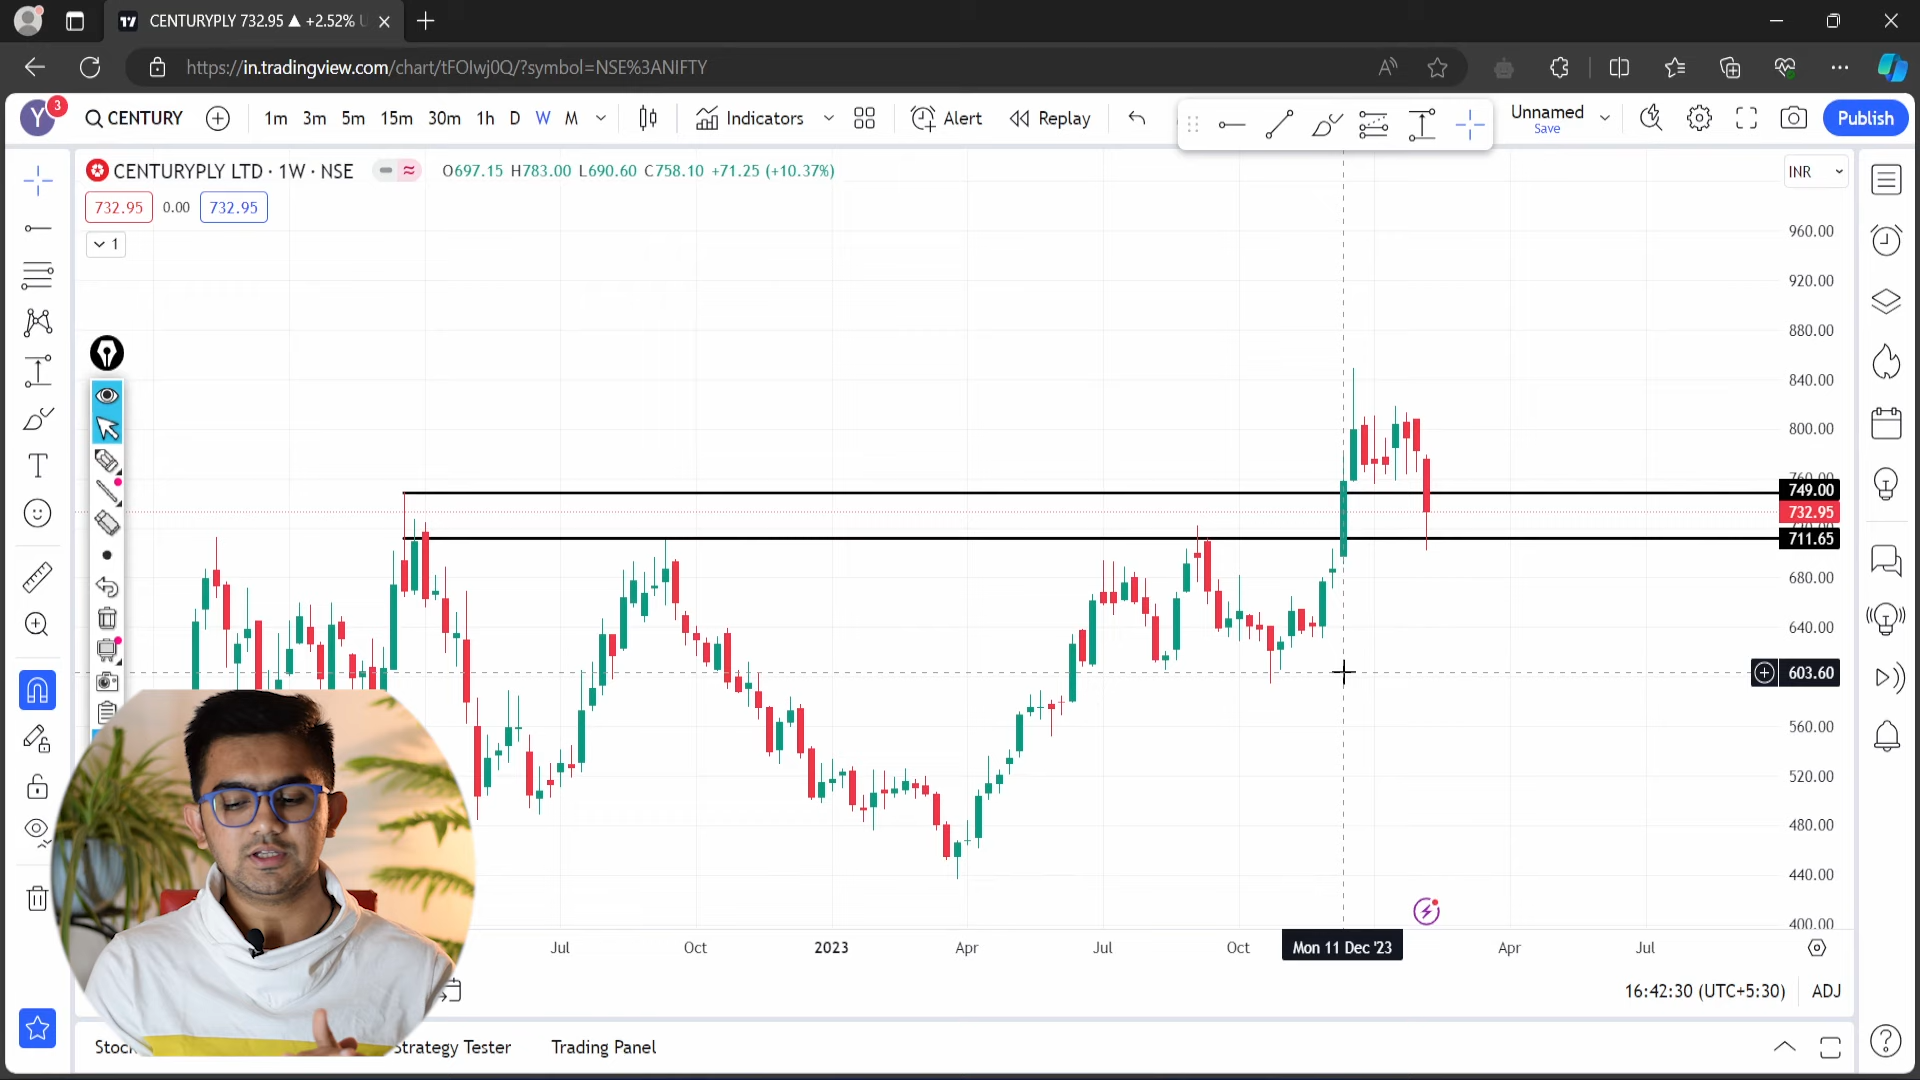 CENTURYPLY 732.95 ▲ +2.52%
https://in.tradingview.com/chart/tFOIwj0Q/?symbol=NSE%3ANIFTY
Y 3
CENTURY 1m 3m 5m 15m 30m 1h D W M Indicators Alert Replay Unnamed Save Publish
CENTURYPLY LTD · 1W · NSE O697.15 H783.00 L690.60 C758.10 +71.25 (+10.37%)
INR
732.95 0.00 732.95
1
960.00
920.00
880.00
840.00
800.00
760.00
749.00
732.95
711.65
680.00
640.00
603.60
560.00
520.00
480.00
440.00
400.00
Jul Oct 2023 Apr Jul Oct Mon 11 Dec '23 Apr Jul
16:42:30 (UTC+5:30) ADJ
Strategy Tester Trading Panel